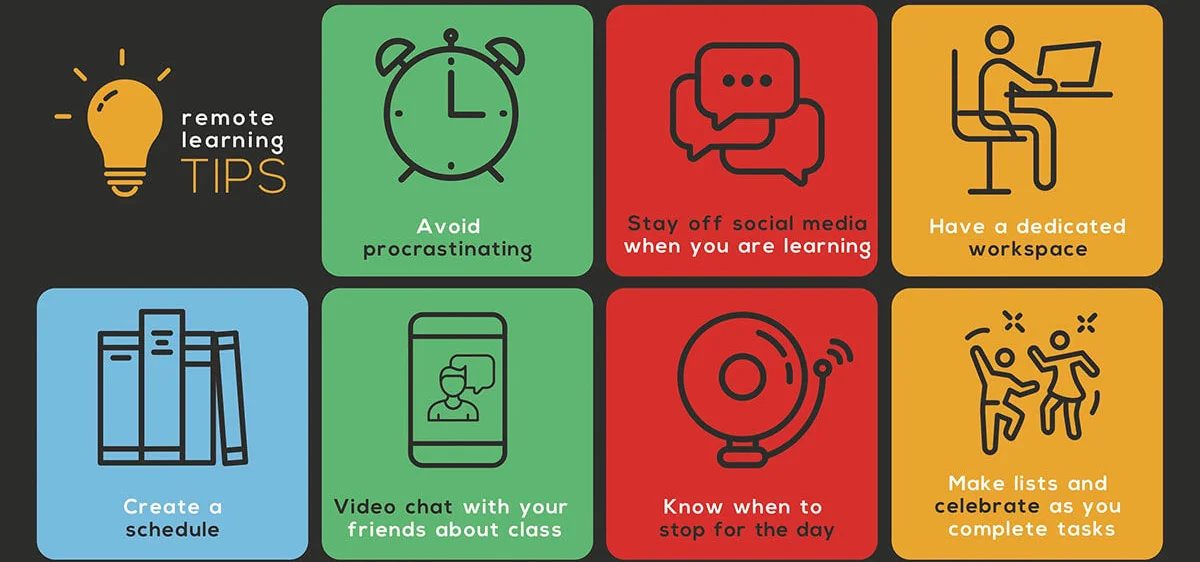 remote
learning
TIPS
Avoid
procrastinating
Stay off social media
when you are learning
Have a dedicated
workspace
Create a
schedule
Video chat with your
friends about class
Know when to
stop for the day
Make lists and
celebrate as you
complete tasks